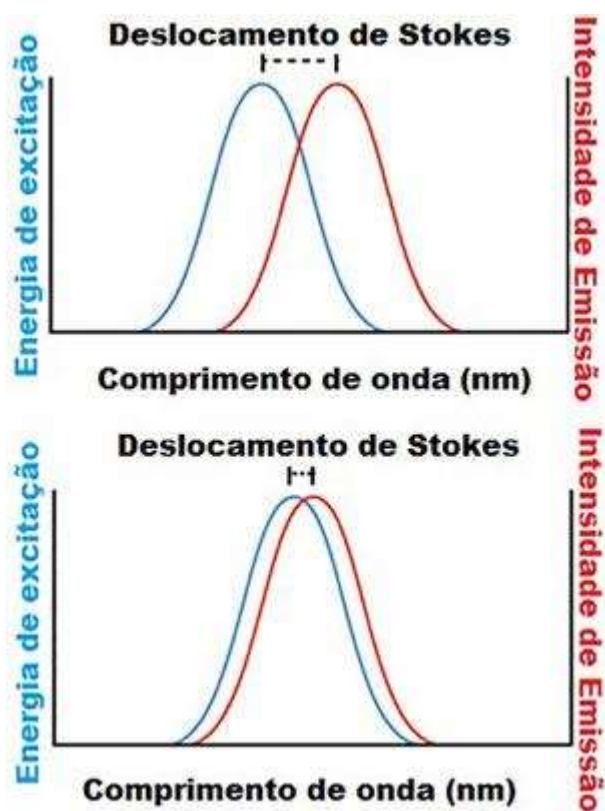 Deslocamento de Stokes
Energia de excitação
Intensidade de Emissão
Comprimento de onda (nm)
Deslocamento de Stokes
Energia de excitação
Intensidade de Emissão
Comprimento de onda (nm)